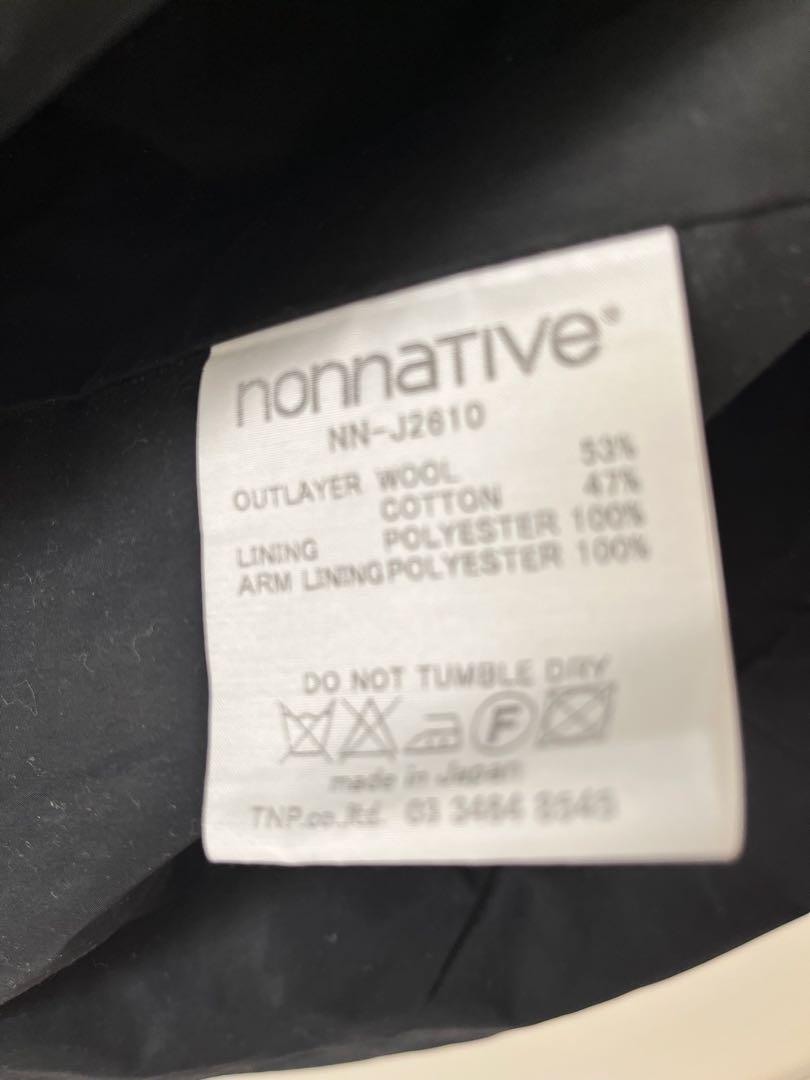 nonnative®
NN-J2610
OUTLAYER WOOL 53%
COTTON 47%
LINING POLYESTER 100%
ARM LINING POLYESTER 100%
DO NOT TUMBLE DRY
F
made in Japan
TNP.co.,ltd. 03 3464 8545